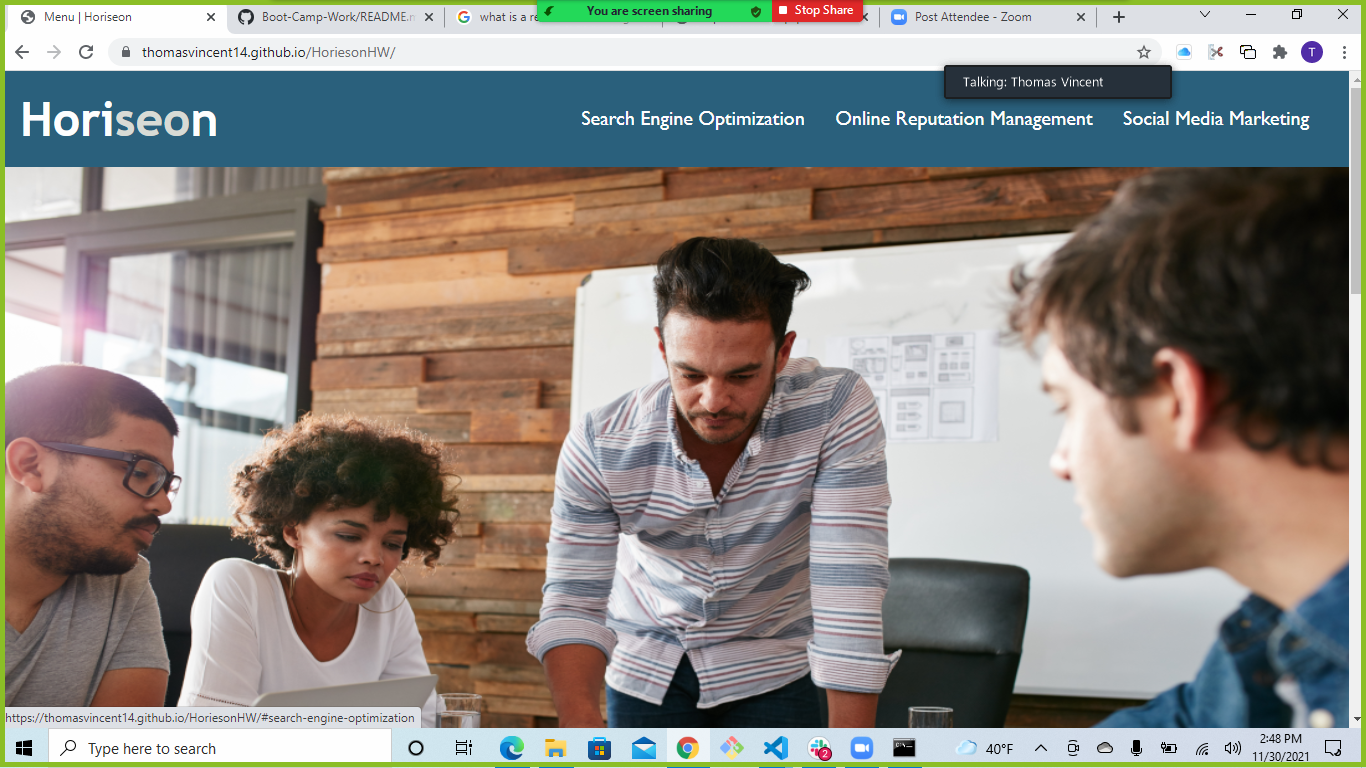 You are screen sharing
Stop Share
Menu | Horiseon
Boot-Camp-Work/README.n
what is a re
Post Attendee - Zoom
thomasvincent14.github.io/HoriesonHW/
T
Talking: Thomas Vincent
Horiseon
Search Engine Optimization
Online Reputation Management
Social Media Marketing
https://thomasvincent14.github.io/HoriesonHW/#search-engine-optimization
Type here to search
2
40°F
2:48 PM
11/30/2021